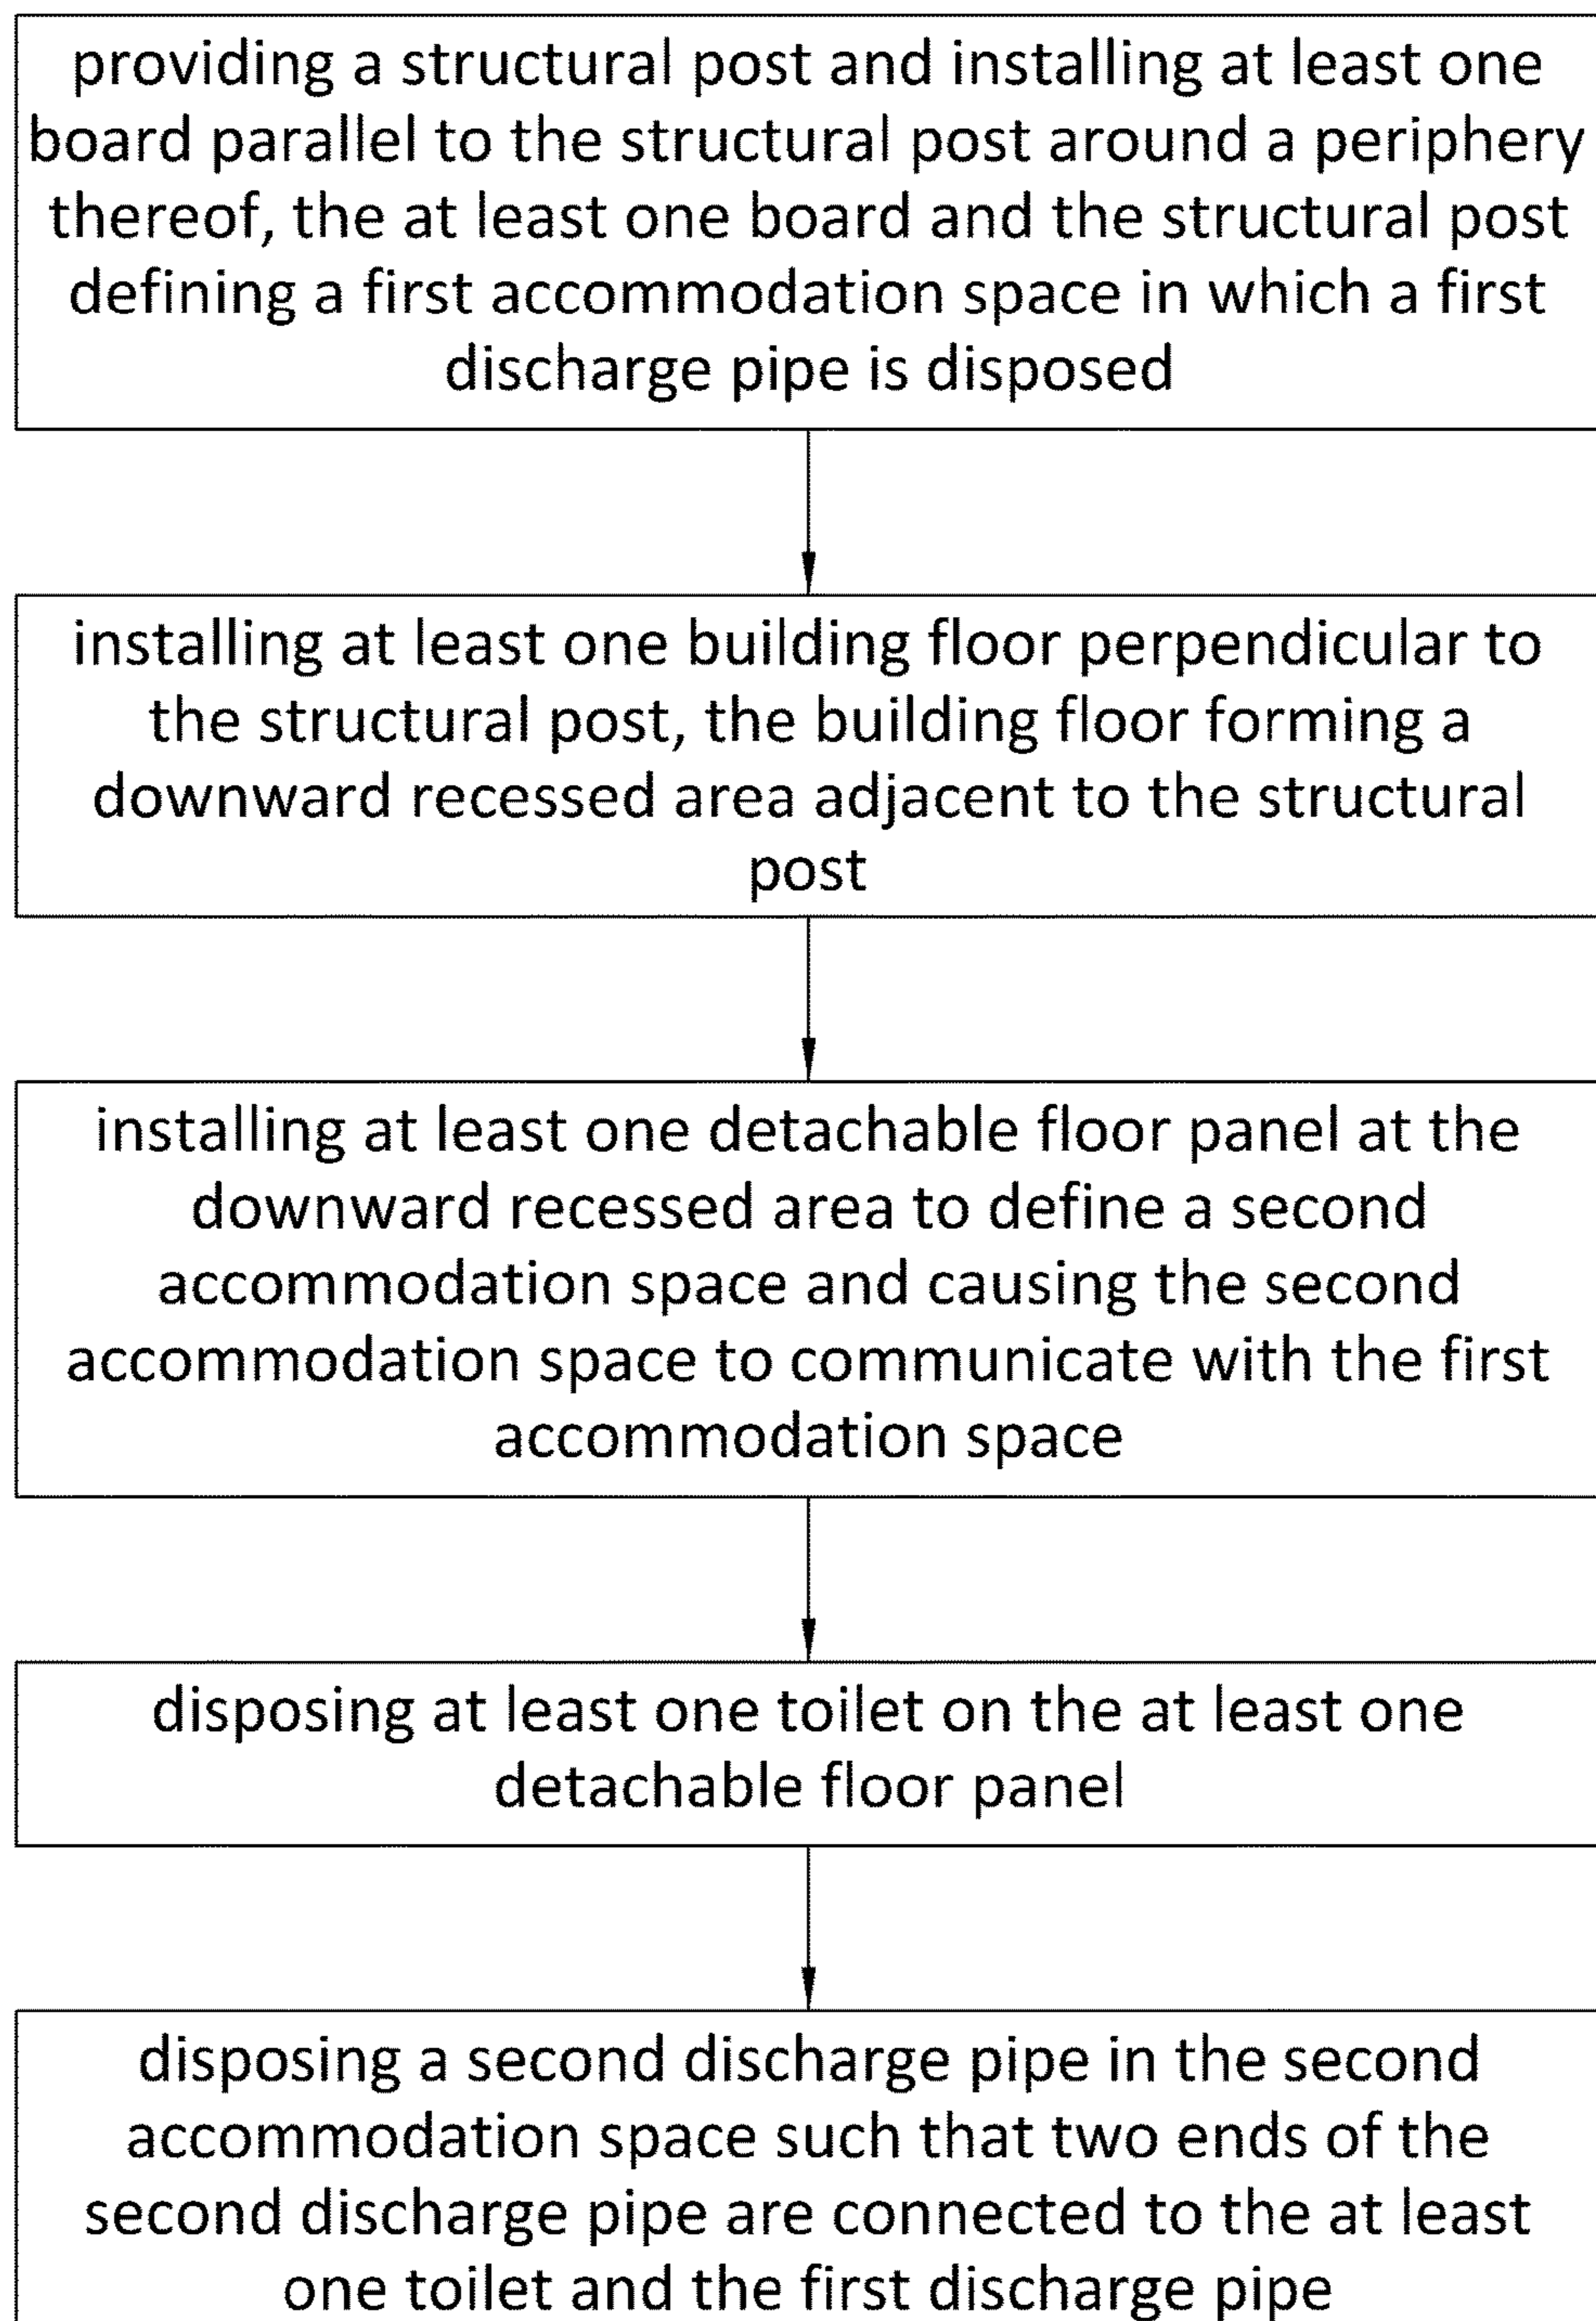 providing a structural post and installing at least one
board parallel to the structural post around a periphery
thereof, the at least one board and the structural post
defining a first accommodation space in which a first
discharge pipe is disposed
installing at least one building floor perpendicular to
the structural post, the building floor forming a
downward recessed area adjacent to the structural
post
installing at least one detachable floor panel at the
downward recessed area to define a second
accommodation space and causing the second
accommodation space to communicate with the first
accommodation space
disposing at least one toilet on the at least one
detachable floor panel
disposing a second discharge pipe in the second
accommodation space such that two ends of the
second discharge pipe are connected to the at least
one toilet and the first discharge pipe